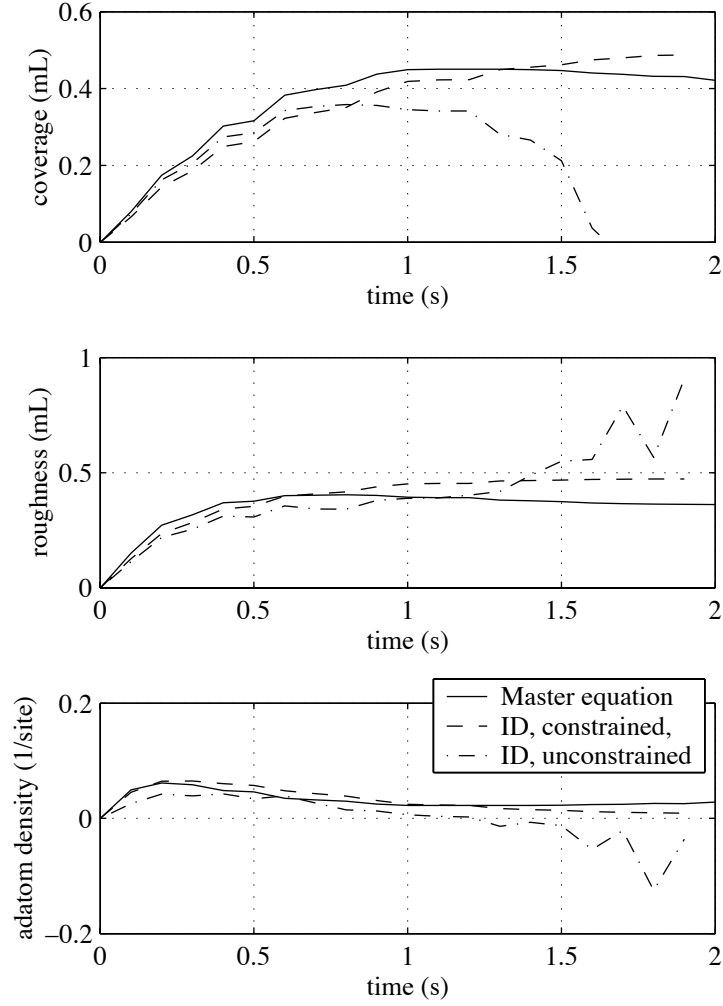 0.6
0.4
0.2
0
coverage (mL)
0 0.5 1 1.5 2
time (s)
1
0.5
0
roughness (mL)
0 0.5 1 1.5 2
time (s)
0.2
0
–0.2
adatom density (1/site)
Master equation
ID, constrained,
ID, unconstrained
0 0.5 1 1.5 2
time (s)